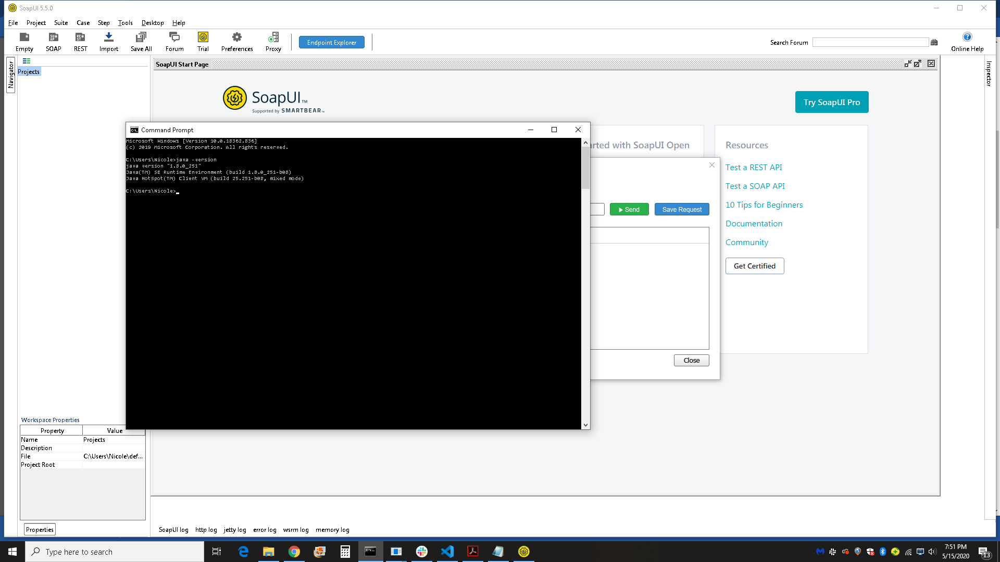 SoapUI 5.5.0
File Project Suite Case Step Tools Desktop Help
Empty SOAP REST Import Save All Forum Trial Preferences Proxy
Endpoint Explorer
Search Forum
Online Help
Navigator
Projects
SoapUI Start Page
Inspector
SoapUI™
Supported by SMARTBEAR™
Try SoapUI Pro
Command Prompt
Microsoft Windows [Version 10.0.18362.836]
(c) 2019 Microsoft Corporation. All rights reserved.
C:\Users\Nicole>java -version
java version "1.8.0_251"
Java(TM) SE Runtime Environment (build 1.8.0_251-b08)
Java HotSpot(TM) Client VM (build 25.251-b08, mixed mode)
C:\Users\Nicole>
arted with SoapUI Open
Send
Save Request
Close
Resources
Test a REST API
Test a SOAP API
10 Tips for Beginners
Documentation
Community
Get Certified
Workspace Properties
Property Value
Name Projects
Description
File C:\Users\Nicole\def...
Project Root
Properties
SoapUI log http log jetty log error log wsrm log memory log
Type here to search
7:51 PM
5/15/2020
13